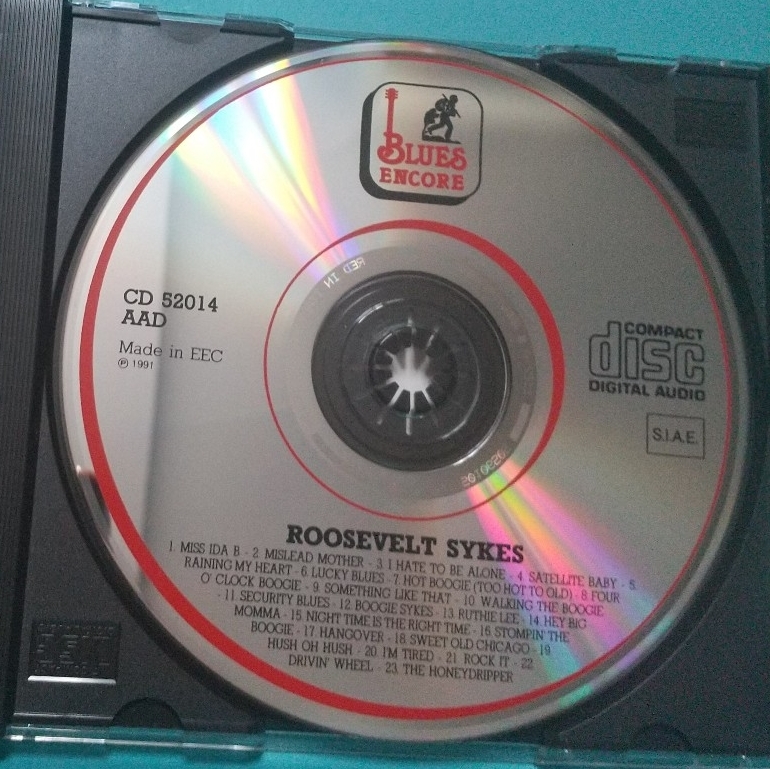 BLUES
ENCORE
RED IN
CD 52014
AAD
Made in EEC
℗ 1991
COMPACT
disc
DIGITAL AUDIO
S.I.A.E.
ROOSEVELT SYKES
1. MISS IDA B - 2. MISLEAD MOTHER - 3. I HATE TO BE ALONE - 4. SATELLITE BABY - 5.
RAINING MY HEART - 6. LUCKY BLUES - 7. HOT BOOGIE (TOO HOT TO OLD) - 8. FOUR
O' CLOCK BOOGIE - 9. SOMETHING LIKE THAT - 10. WALKING THE BOOGIE
- 11. SECURITY BLUES - 12. BOOGIE SYKES - 13. RUTHIE LEE - 14. HEY BIG
MOMMA - 15. NIGHT TIME IS THE RIGHT TIME - 16. STOMPIN' THE
BOOGIE - 17. HANGOVER - 18. SWEET OLD CHICAGO - 19.
HUSH OH HUSH - 20. I'M TIRED - 21. ROCK IT - 22.
DRIVIN' WHEEL - 23. THE HONEYDRIPPER